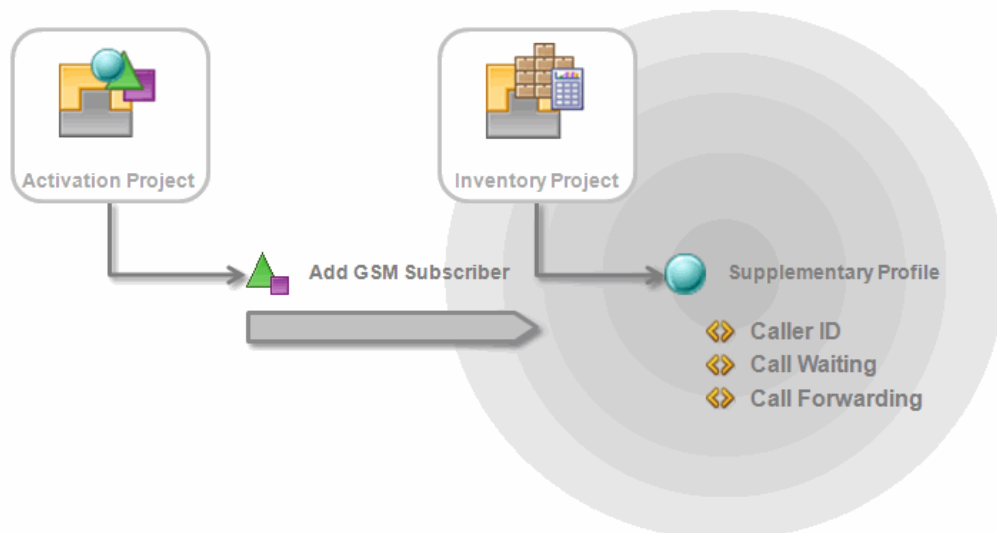 Activation Project
Inventory Project
Add GSM Subscriber
Supplementary Profile
Caller ID
Call Waiting
Call Forwarding